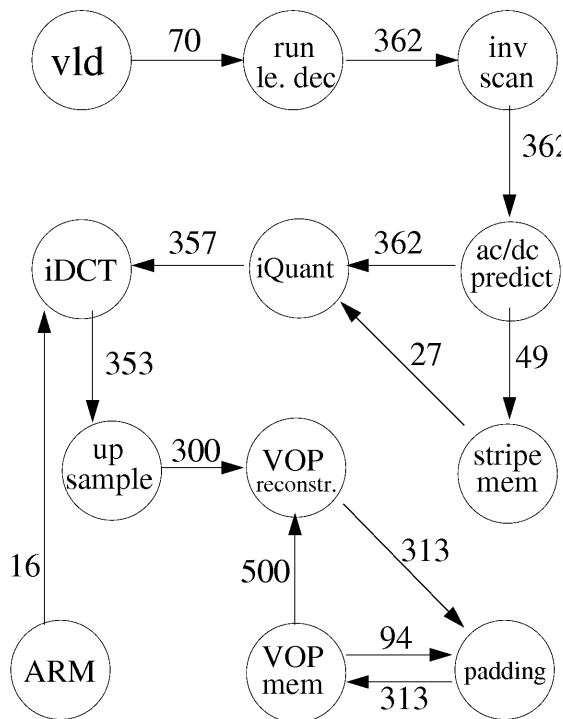 70
362
vld
run
le. dec
inv
scan
362
357
362
iDCT
iQuant
ac/dc
predict
353
27
49
up
sample
300
VOP
reconstr.
stripe
mem
16
500
313
ARM
VOP
mem
94
313
padding